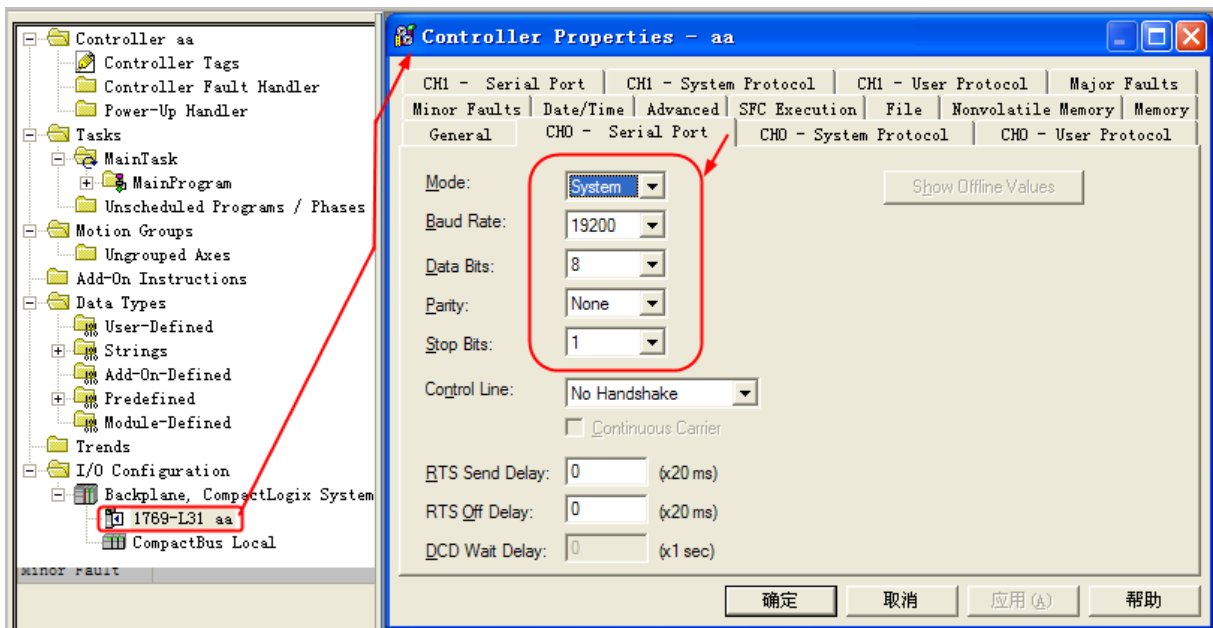 Controller aa
Controller Tags
Controller Fault Handler
Power-Up Handler
Tasks
MainTask
MainProgram
Unscheduled Programs / Phases
Motion Groups
Ungrouped Axes
Add-On Instructions
Data Types
User-Defined
Strings
Add-On-Defined
Predefined
Module-Defined
Trends
I/O Configuration
Backplane, CompactLogix System
1769-L31 aa
CompactBus Local
Minor Fault
Controller Properties - aa
CH1 - Serial Port CH1 - System Protocol CH1 - User Protocol Major Faults
Minor Faults Date/Time Advanced SFC Execution File Nonvolatile Memory Memory
General CH0 - Serial Port CH0 - System Protocol CH0 - User Protocol
Mode: System Show Offline Values
Baud Rate: 19200
Data Bits: 8
Parity: None
Stop Bits: 1
Control Line: No Handshake
Continuous Carrier
RTS Send Delay: 0 (x20 ms)
RTS Off Delay: 0 (x20 ms)
DCD Wait Delay: 0 (x1 sec)
确定 取消 应用(A) 帮助